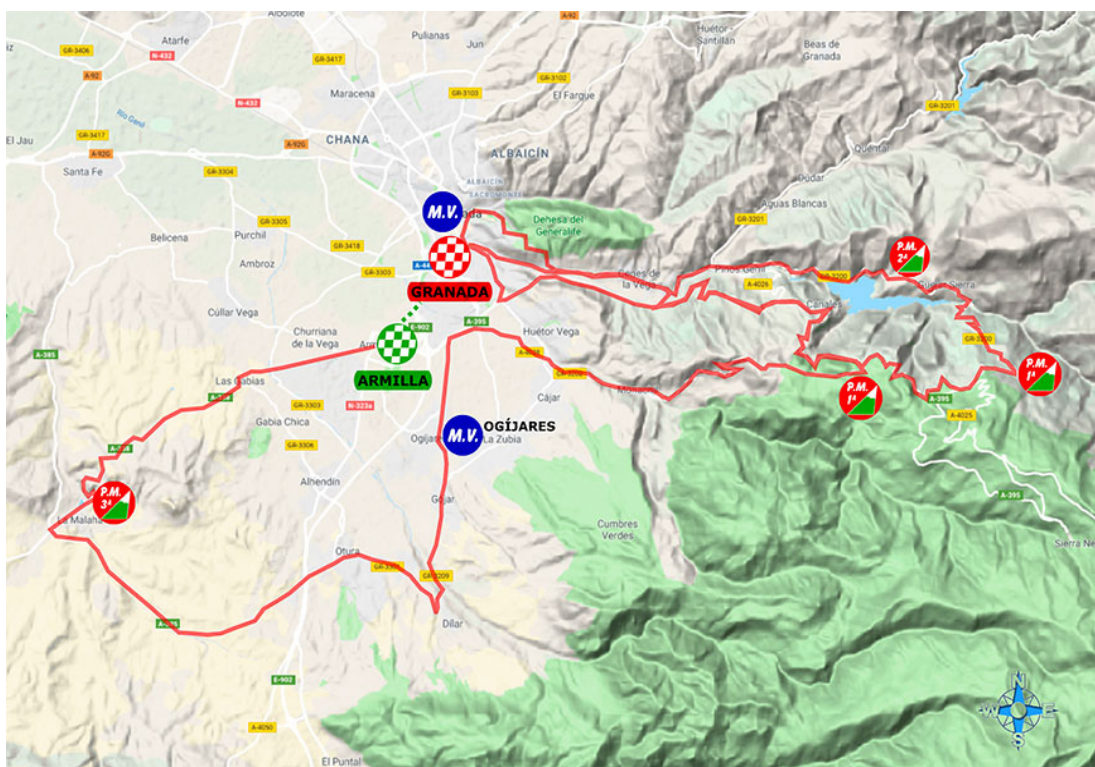 Albolote
A-92
Huétor-
Santillán
Pulianas
Jun
Atarfe
N-432
GR-3406
GR-3417
Beas de
Granada
A-92
GR-3102
Maracena
GR-3103
El Fargue
N-432
GR-3201
Río Genil
GR-3417
El Jau
CHANA
A-92G
A-92G
ALBAICÍN
Quéntar
Santa Fe
GR-3304
Dúdar
ALBAICÍN
SACROMONTE
Aguas Blancas
M.V.
GR-3305
GR-3201
Dehesa del
Generalife
Belicena
Purchil
GR-3418
P.M.
2ª
Ambroz
GR-3303
A-44
Cenes de
la Vega
Pinos Genil
GR-3200
Güéjar Sierra
A-4026
GRANADA
Canales
Cúllar Vega
Churriana
de la Vega
E-902
A-395
Huétor Vega
GR-3200
A-385
ARMILLA
Las Gabias
P.M.
1ª
P.M.
1ª
Monachil
A-395
Cájar
GR-3303
N-323a
A-4025
Gabia Chica
M.V.
OGÍJARES
Ogíjares
La Zubia
GR-3306
Alhendín
P.M.
3ª
Gójar
A-395
La Malahá
Cumbres
Verdes
Otura
GR-3209
Dílar
E-902
A-4050
El Puntal
N
W
E
S